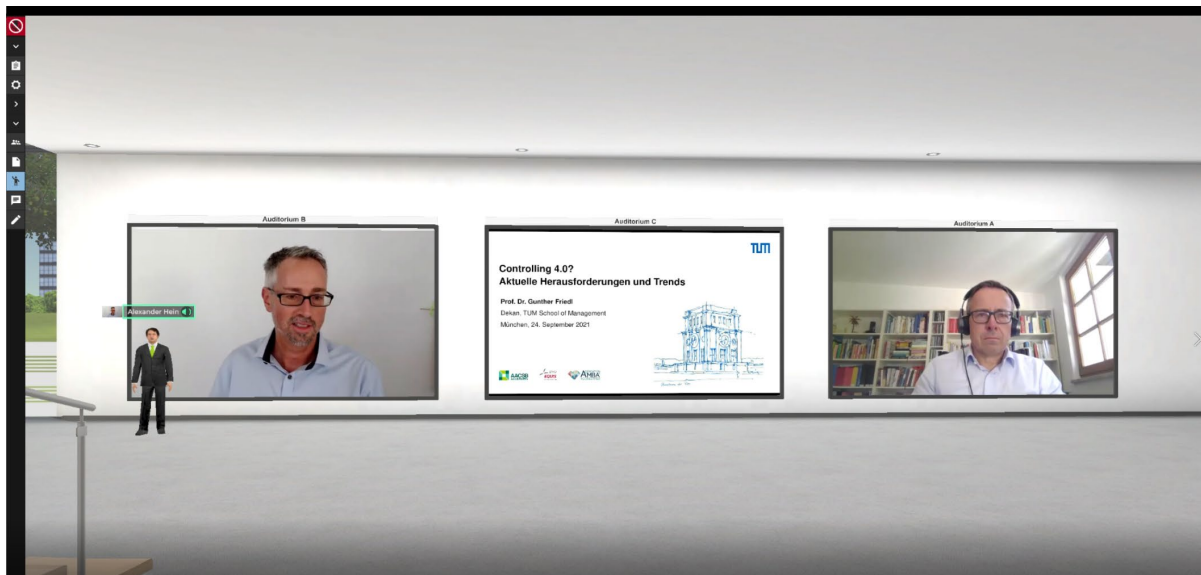 Auditorium B
Auditorium C
Auditorium A
TUM
Controlling 4.0?
Aktuelle Herausforderungen und Trends
Prof. Dr. Gunther Friedl
Dekan, TUM School of Management
München, 24. September 2021
Alexander Hein
AACSB
AMBA